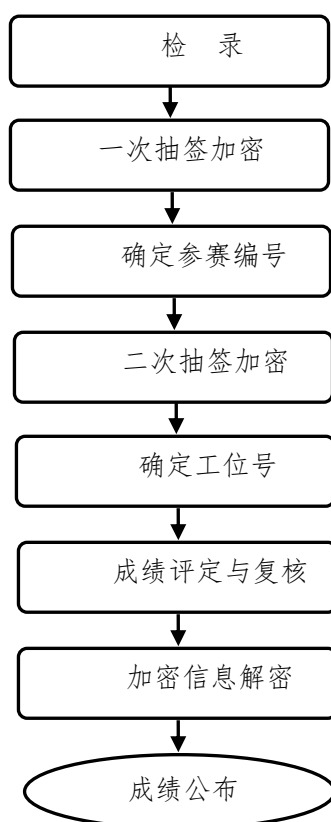 检 录
一次抽签加密
确定参赛编号
二次抽签加密
确定工位号
成绩评定与复核
加密信息解密
成绩公布